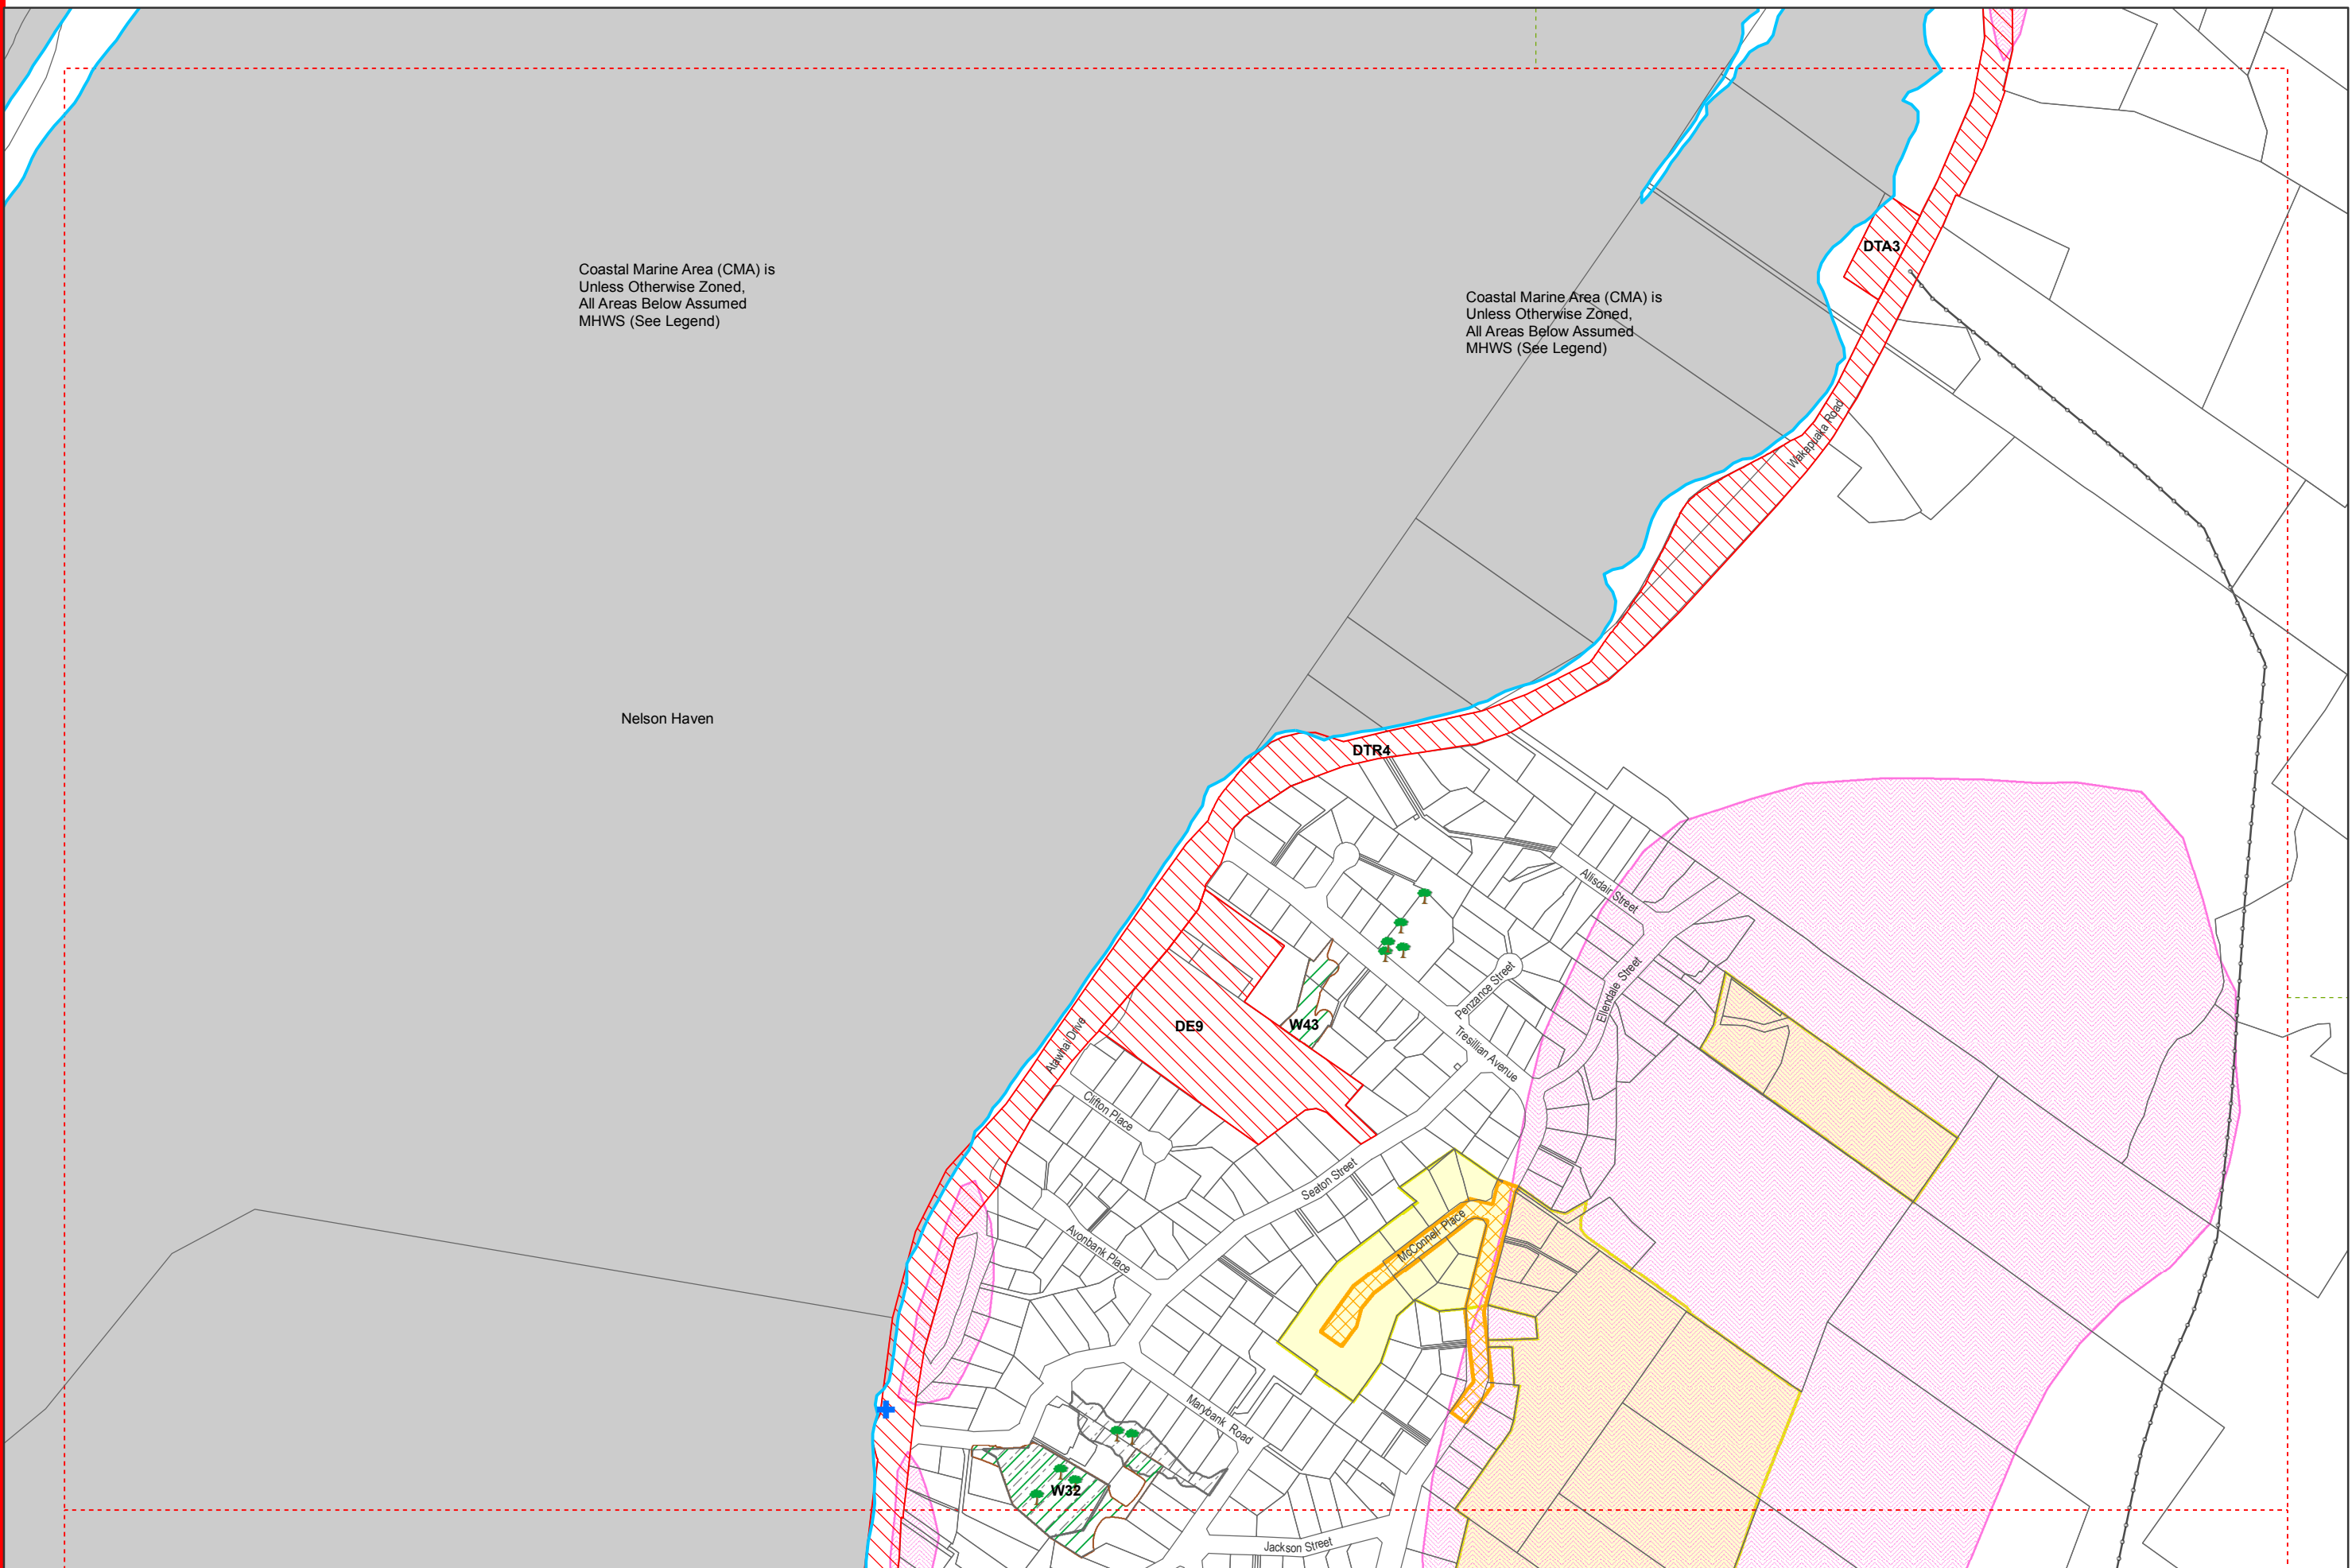 Coastal Marine Area (CMA) is
Unless Otherwise Zoned,
All Areas Below Assumed
MHWS (See Legend)
Coastal Marine Area (CMA) is
Unless Otherwise Zoned,
All Areas Below Assumed
MHWS (See Legend)
DTA3
Wakapuaka Road
Nelson Haven
DTR4
Allisdair Street
Ellendale Street
Penzance Street
W43
DE9
Tresillian Avenue
Atawhai Drive
Clifton Place
Seaton Street
McConnell Place
Avonbank Place
Marybank Road
W32
Jackson Street